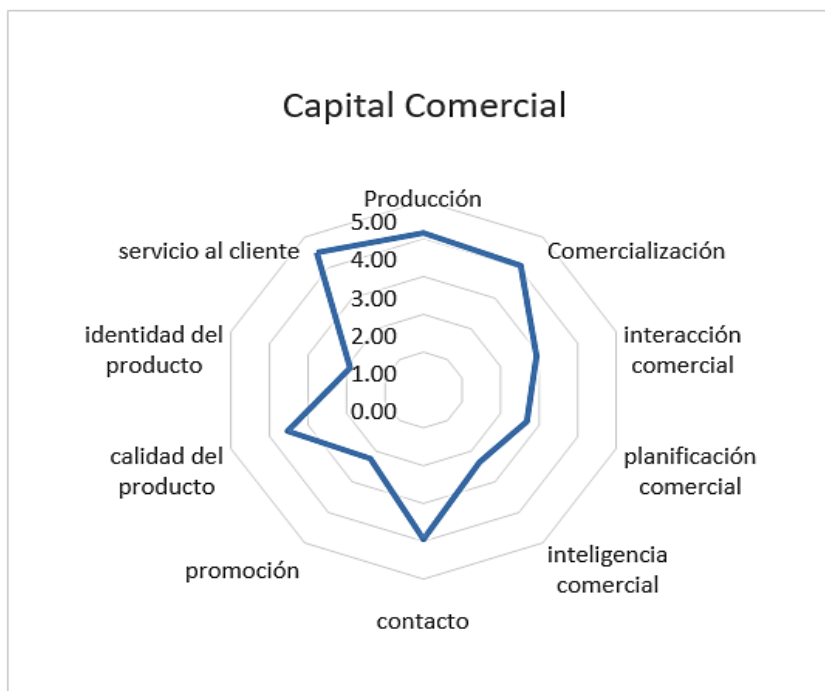 Capital Comercial
Producción
5.00
servicio al cliente
Comercialización
4.00
3.00
identidad del
producto
interacción
comercial
2.00
1.00
0.00
calidad del
producto
planificación
comercial
promoción
inteligencia
comercial
contacto